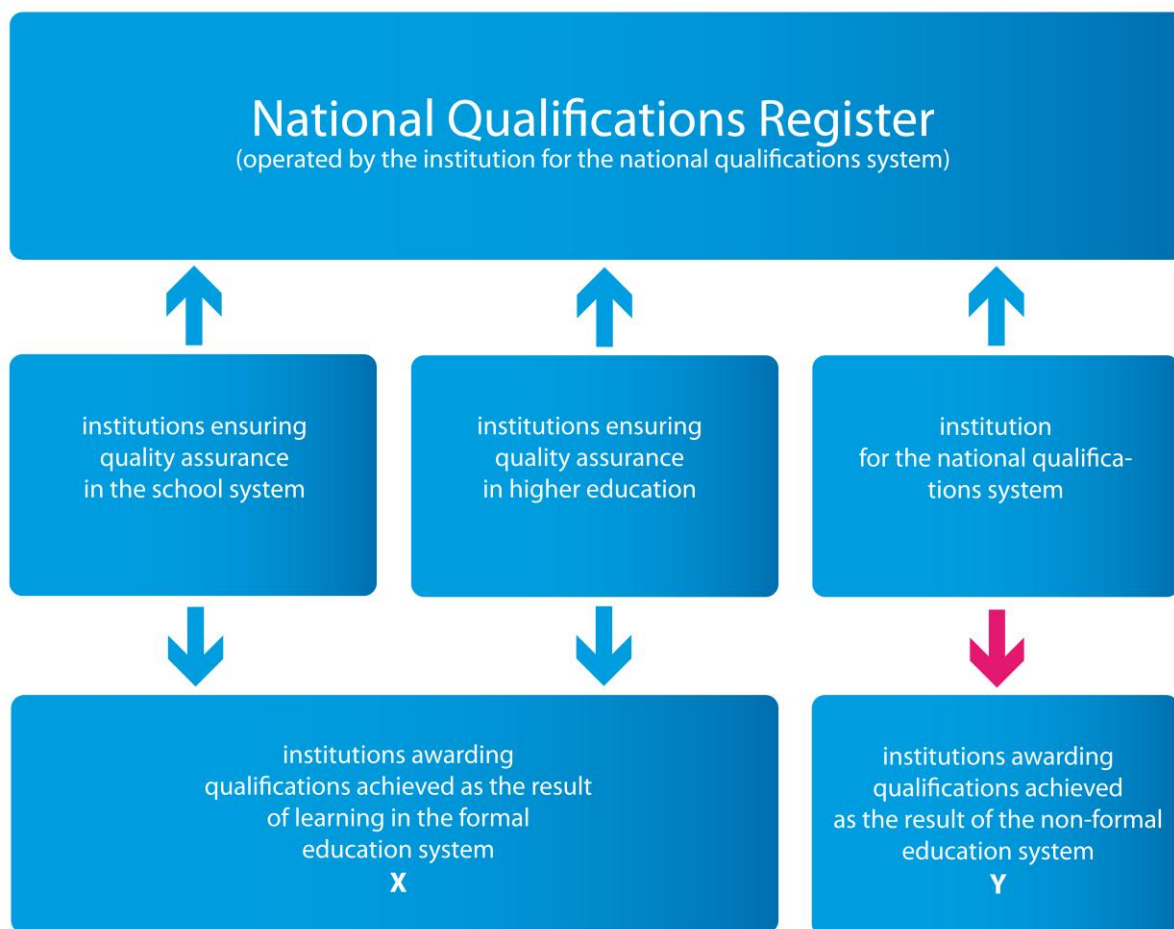 National Qualifications Register
(operated by the institution for the national qualifications system)
institutions ensuring
quality assurance
in the school system
institutions ensuring
quality assurance
in higher education
institution
for the national qualifica-
tions system
institutions awarding
qualifications achieved as the result
of learning in the formal
education system
X
institutions awarding
qualifications achieved
as the result of the non-formal
education system
Y